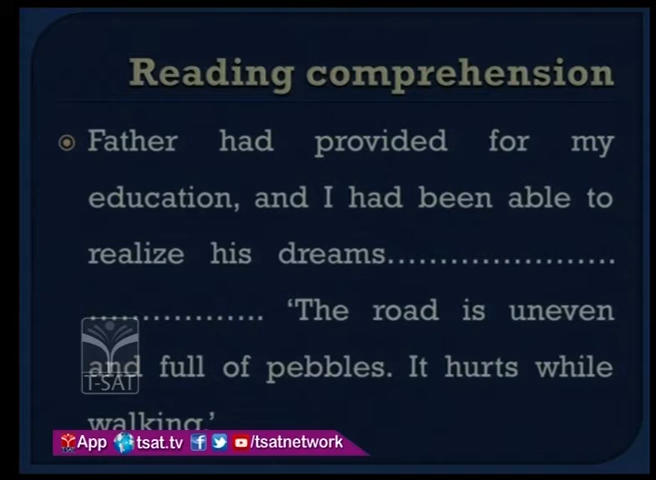 Reading comprehension
Father had provided for my
education, and I had been able to
realize his dreams......................
.................. ‘The road is uneven
and full of pebbles. It hurts while
walking.’
T-SAT
App tsat.tv /tsatnetwork